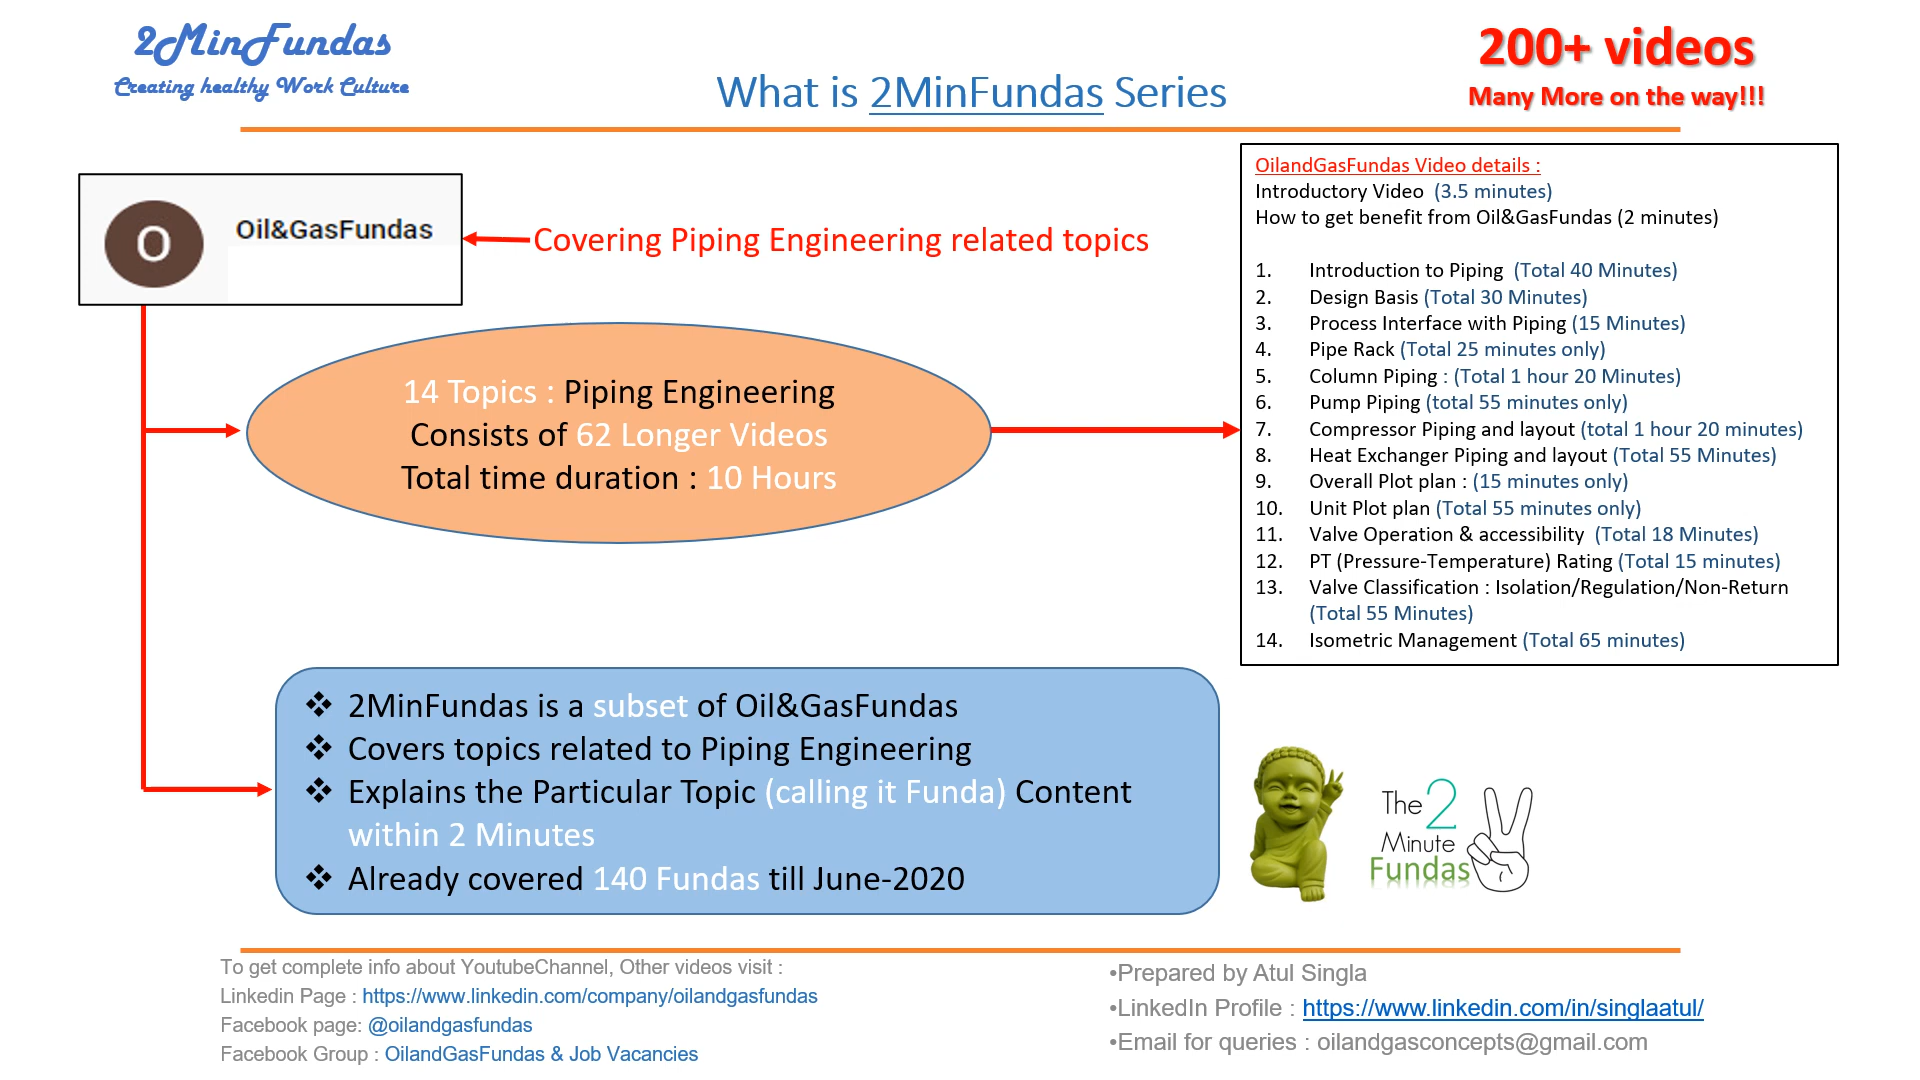 2MinFundas
Creating healthy Work Culture
What is 2MinFundas Series
200+ videos
Many More on the way!!!
O
Oil&GasFundas
Covering Piping Engineering related topics
14 Topics : Piping Engineering
Consists of 62 Longer Videos
Total time duration : 10 Hours
OilandGasFundas Video details :
Introductory Video (3.5 minutes)
How to get benefit from Oil&GasFundas (2 minutes)
1. Introduction to Piping (Total 40 Minutes)
2. Design Basis (Total 30 Minutes)
3. Process Interface with Piping (15 Minutes)
4. Pipe Rack (Total 25 minutes only)
5. Column Piping : (Total 1 hour 20 Minutes)
6. Pump Piping (total 55 minutes only)
7. Compressor Piping and layout (total 1 hour 20 minutes)
8. Heat Exchanger Piping and layout (Total 55 Minutes)
9. Overall Plot plan : (15 minutes only)
10. Unit Plot plan (Total 55 minutes only)
11. Valve Operation & accessibility (Total 18 Minutes)
12. PT (Pressure-Temperature) Rating (Total 15 minutes)
13. Valve Classification : Isolation/Regulation/Non-Return
(Total 55 Minutes)
14. Isometric Management (Total 65 minutes)
❖ 2MinFundas is a subset of Oil&GasFundas
❖ Covers topics related to Piping Engineering
❖ Explains the Particular Topic (calling it Funda) Content
within 2 Minutes
❖ Already covered 140 Fundas till June-2020
The 2
Minute
Fundas
To get complete info about YoutubeChannel, Other videos visit :
Linkedin Page : https://www.linkedin.com/company/oilandgasfundas
Facebook page: @oilandgasfundas
Facebook Group : OilandGasFundas & Job Vacancies
•Prepared by Atul Singla
•LinkedIn Profile : https://www.linkedin.com/in/singlaatul/
•Email for queries : oilandgasconcepts@gmail.com